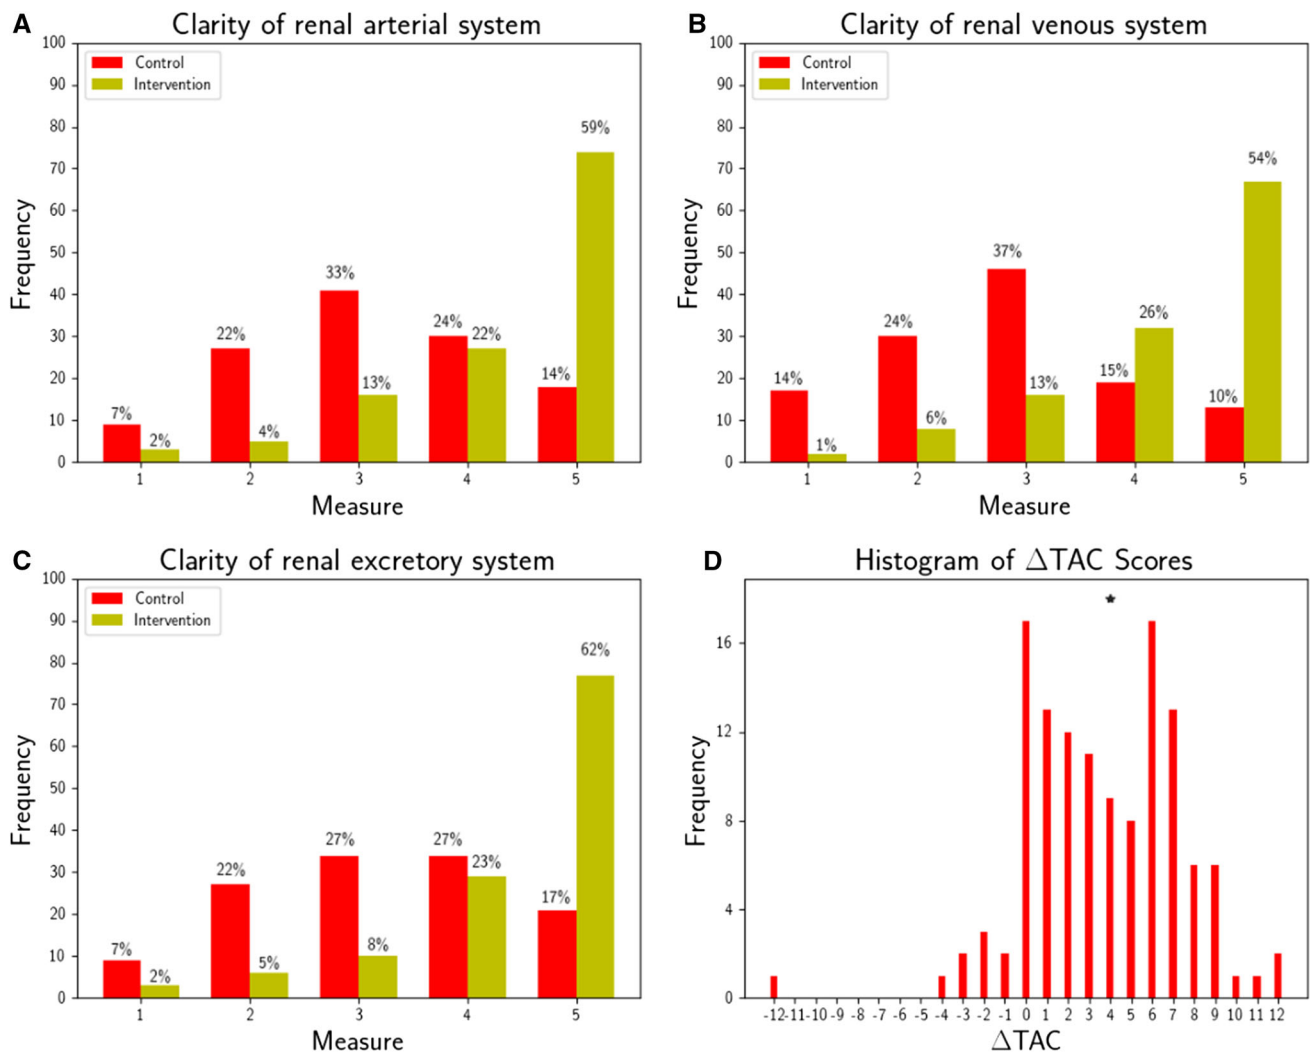 A
Clarity of renal arterial system
Control
Intervention
100
90
80
70
60
50
40
30
20
10
0
Frequency
7%
2%
22%
4%
33%
13%
24%
22%
14%
59%
1 2 3 4 5
Measure
B
Clarity of renal venous system
Control
Intervention
100
90
80
70
60
50
40
30
20
10
0
Frequency
14%
1%
24%
6%
37%
13%
15%
26%
10%
54%
1 2 3 4 5
Measure
C
Clarity of renal excretory system
Control
Intervention
100
90
80
70
60
50
40
30
20
10
0
Frequency
7%
2%
22%
5%
27%
8%
27%
23%
17%
62%
1 2 3 4 5
Measure
D
Histogram of ΔTAC Scores
*
16
12
8
4
0
Frequency
-12 -11 -10 -9 -8 -7 -6 -5 -4 -3 -2 -1 0 1 2 3 4 5 6 7 8 9 10 11 12
ΔTAC